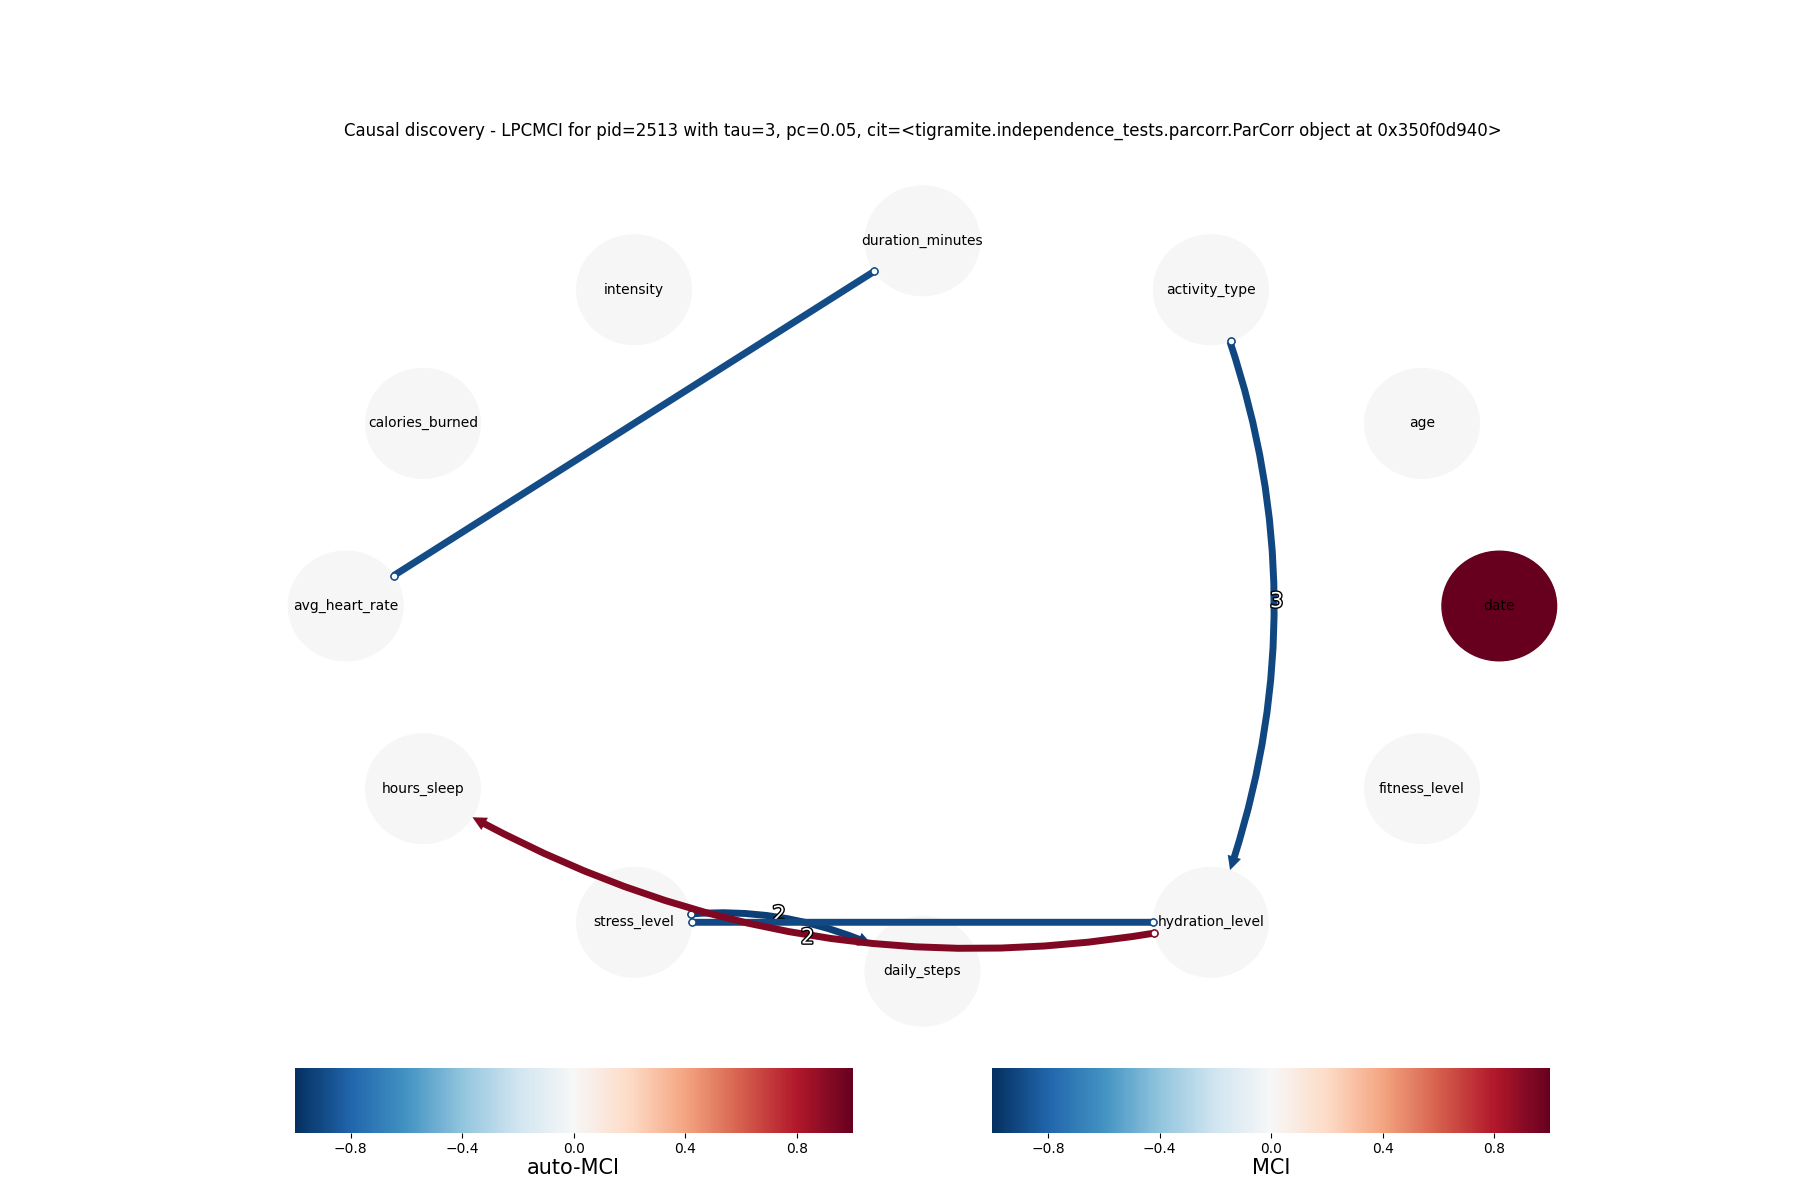 Causal discovery - LPCMCI for pid=2513 with tau=3, pc=0.05, cit=<tigramite.independence_tests.parcorr.ParCorr object at 0x350f0d940>
duration_minutes
intensity
activity_type
calories_burned
age
3
avg_heart_rate
date
hours_sleep
fitness_level
2
stress_level
hydration_level
2
daily_steps
−0.8 −0.4 0.0 0.4 0.8
auto-MCI
−0.8 −0.4 0.0 0.4 0.8
MCI